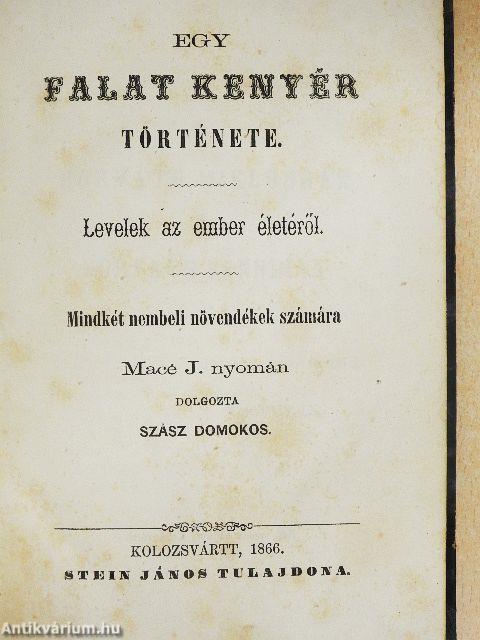 EGY
FALAT KENYÉR
TÖRTÉNETE.
Levelek az ember életéről.
Mindkét nembeli növendékek számára
Macé J. nyomán
DOLGOZTA
SZÁSZ DOMOKOS.
KOLOZSVÁRTT, 1866.
STEIN JÁNOS TULAJDONA.
Antikvárium.hu